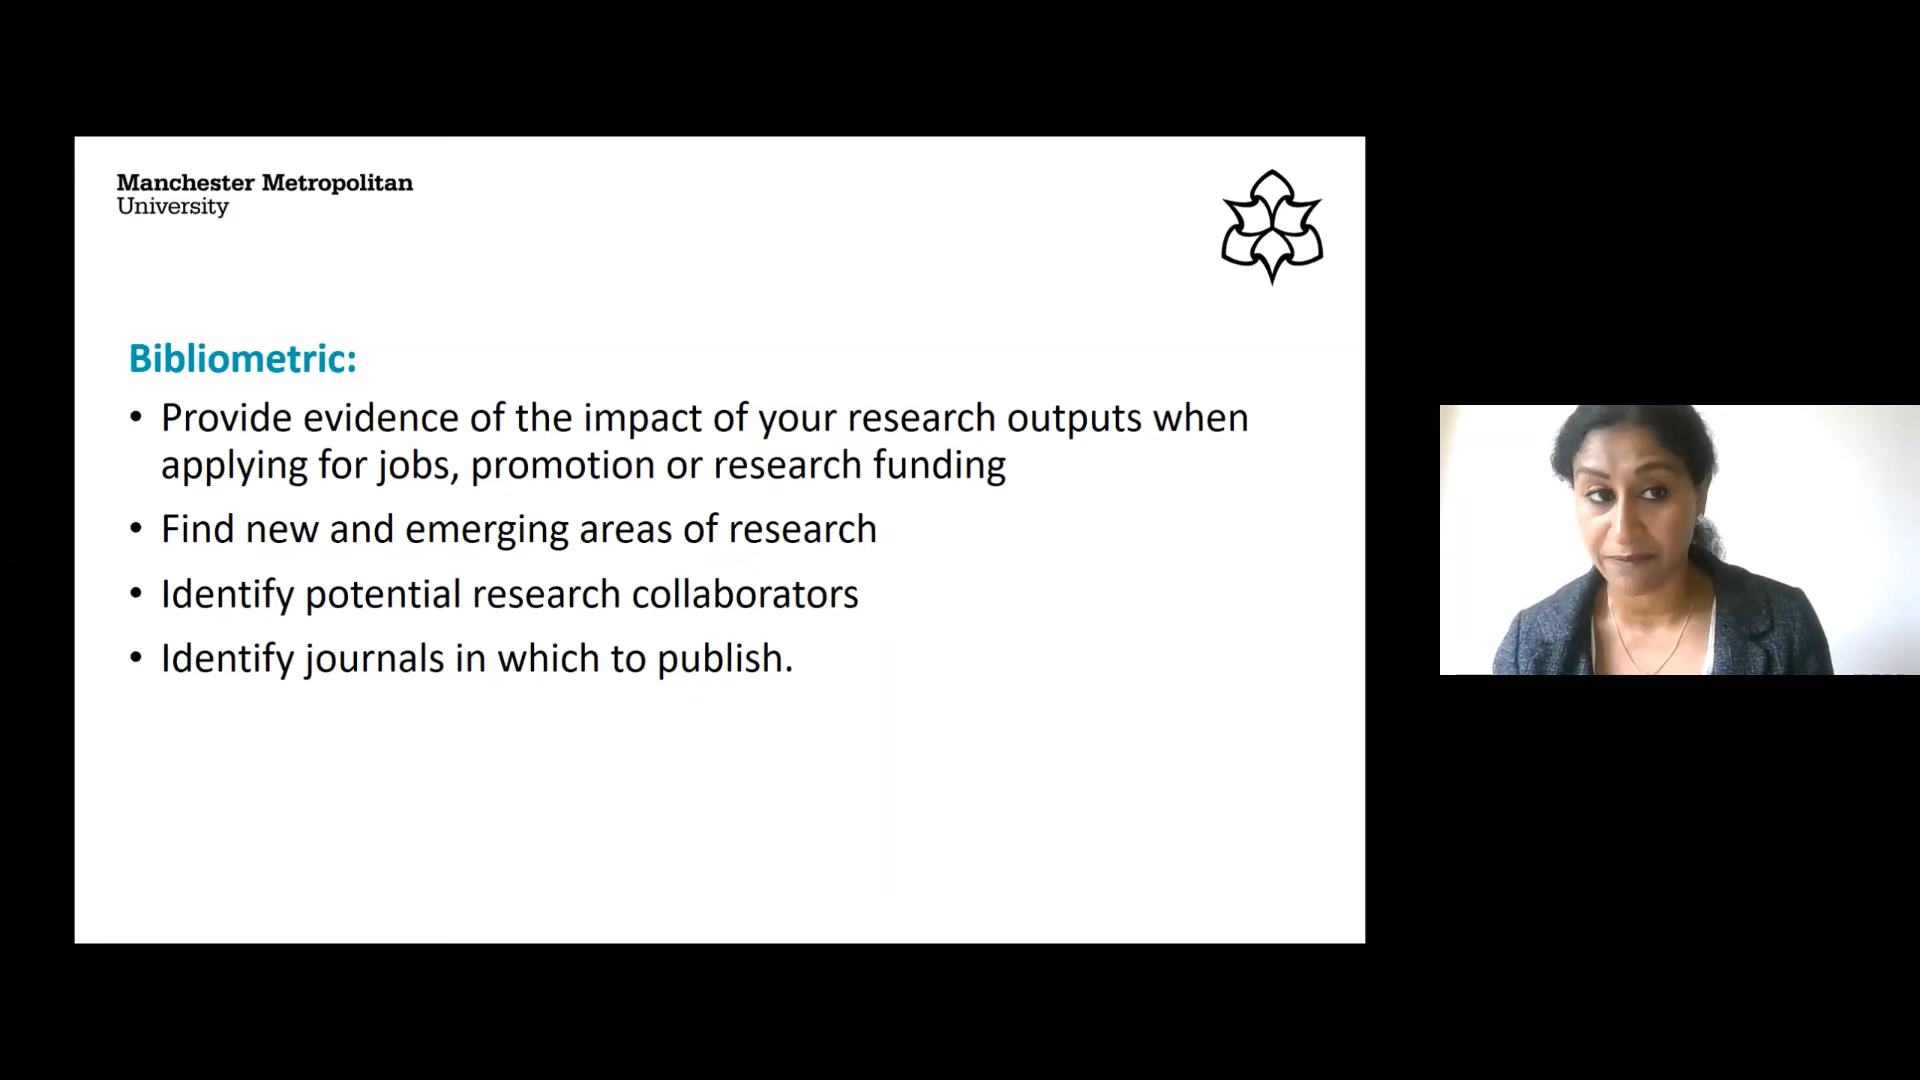 Manchester Metropolitan
University
Bibliometric:
• Provide evidence of the impact of your research outputs when
applying for jobs, promotion or research funding
• Find new and emerging areas of research
• Identify potential research collaborators
• Identify journals in which to publish.